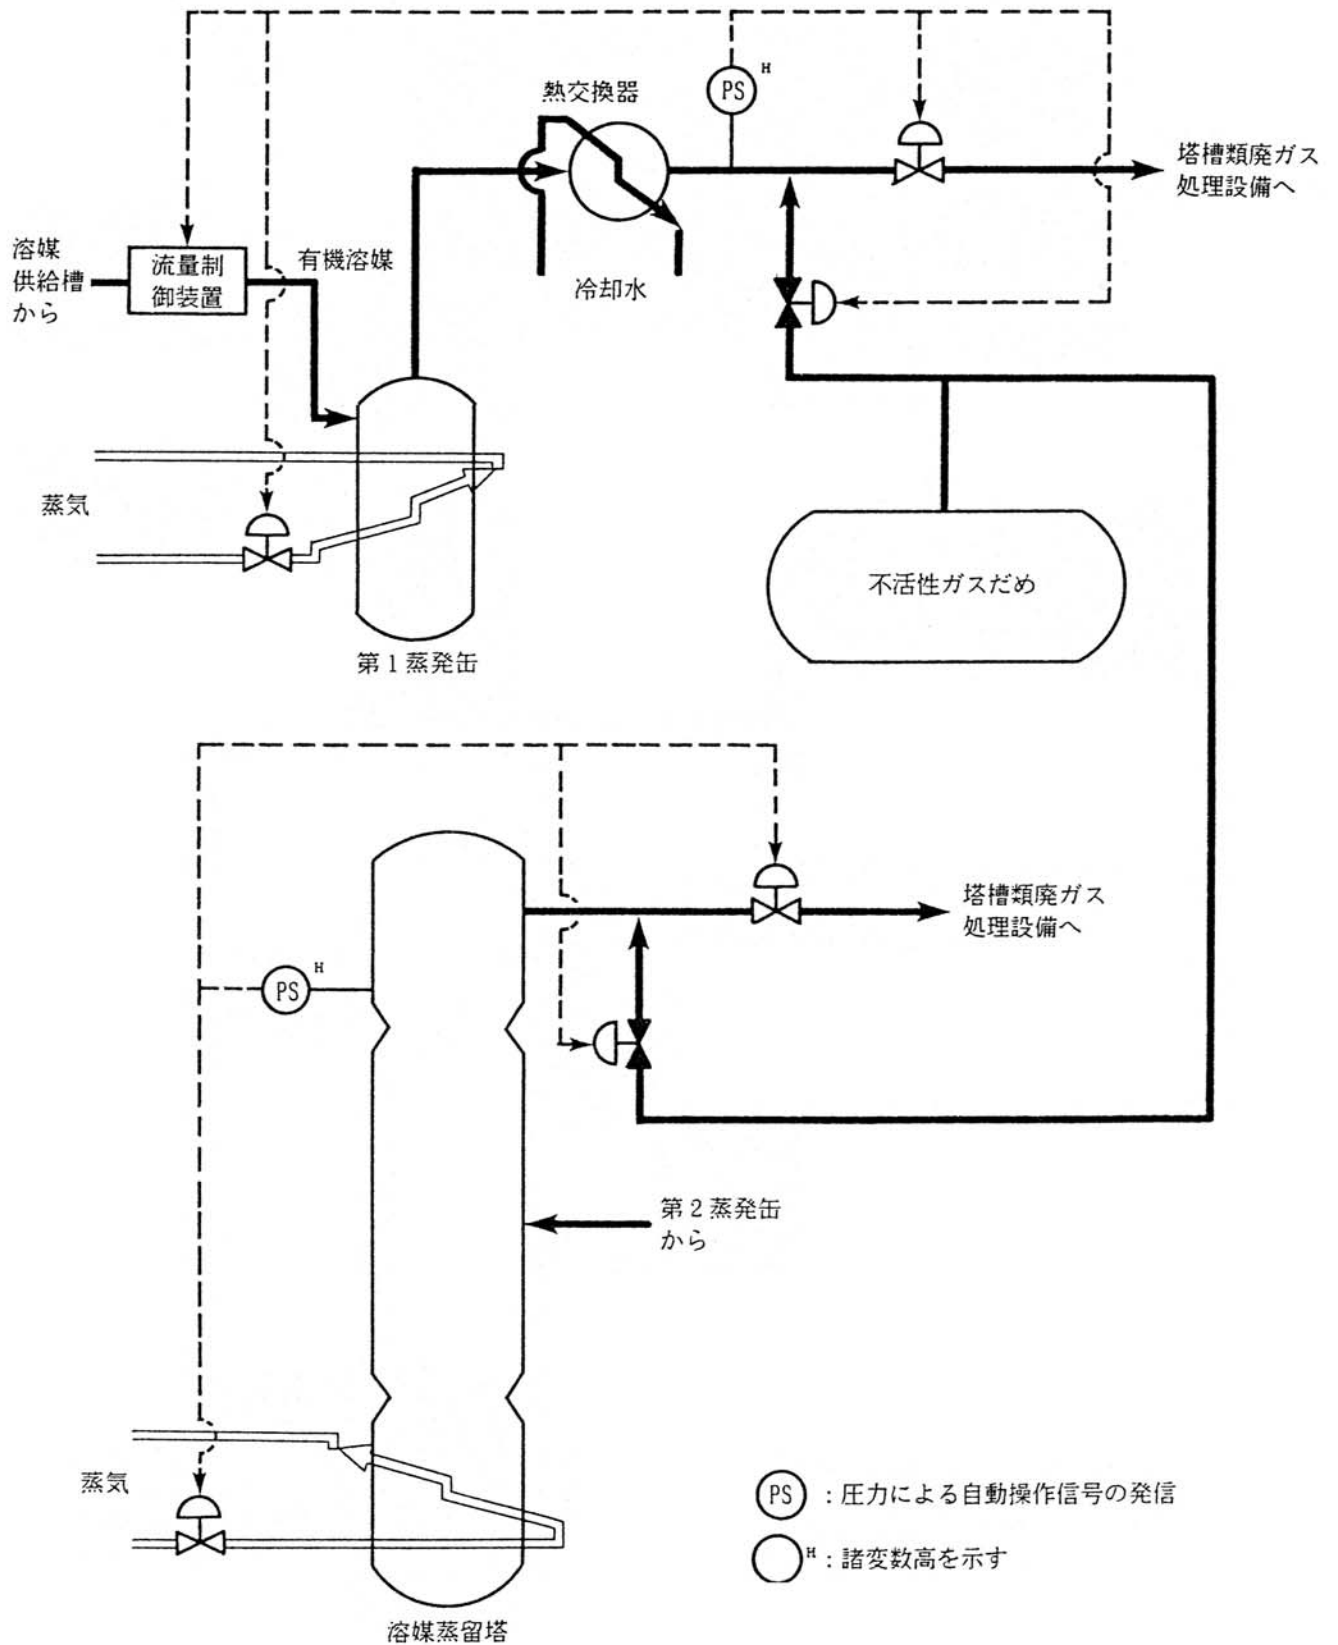 熱交換器
PS
H
塔槽類廃ガス
処理設備へ
溶媒
供給槽
から
流量制
御装置
有機溶媒
冷却水
蒸気
不活性ガスだめ
第1蒸発缶
塔槽類廃ガス
処理設備へ
PS
H
第2蒸発缶
から
蒸気
PS:圧力による自動操作信号の発信
H:諸変数高を示す
溶媒蒸留塔